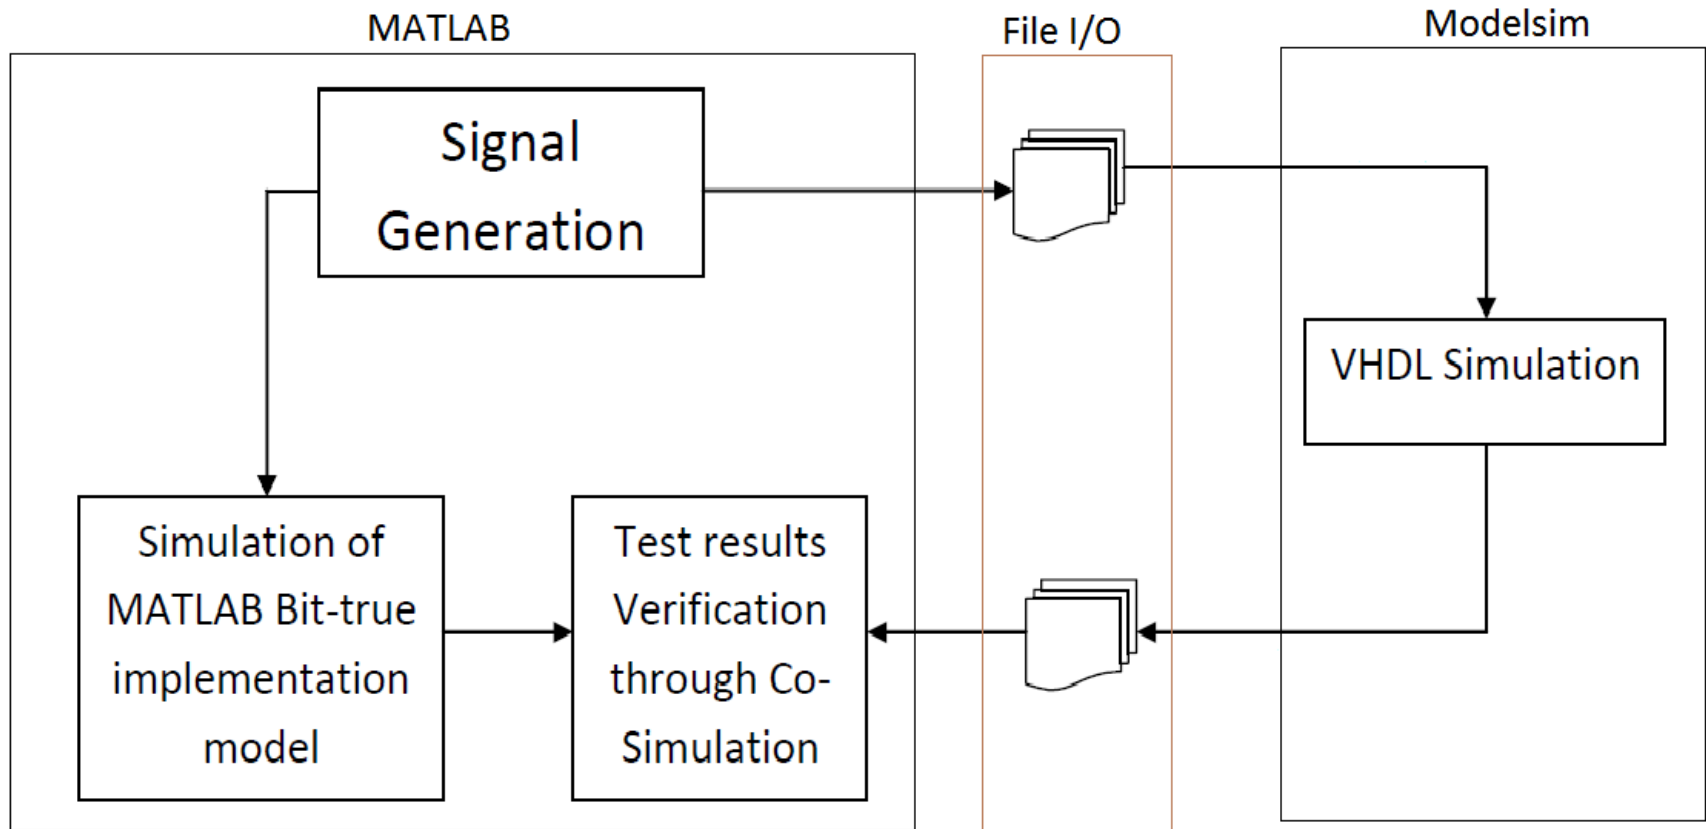 MATLAB
File I/O
Modelsim
Signal
Generation
VHDL Simulation
Simulation of
MATLAB Bit-true
implementation
model
Test results
Verification
through Co-
Simulation